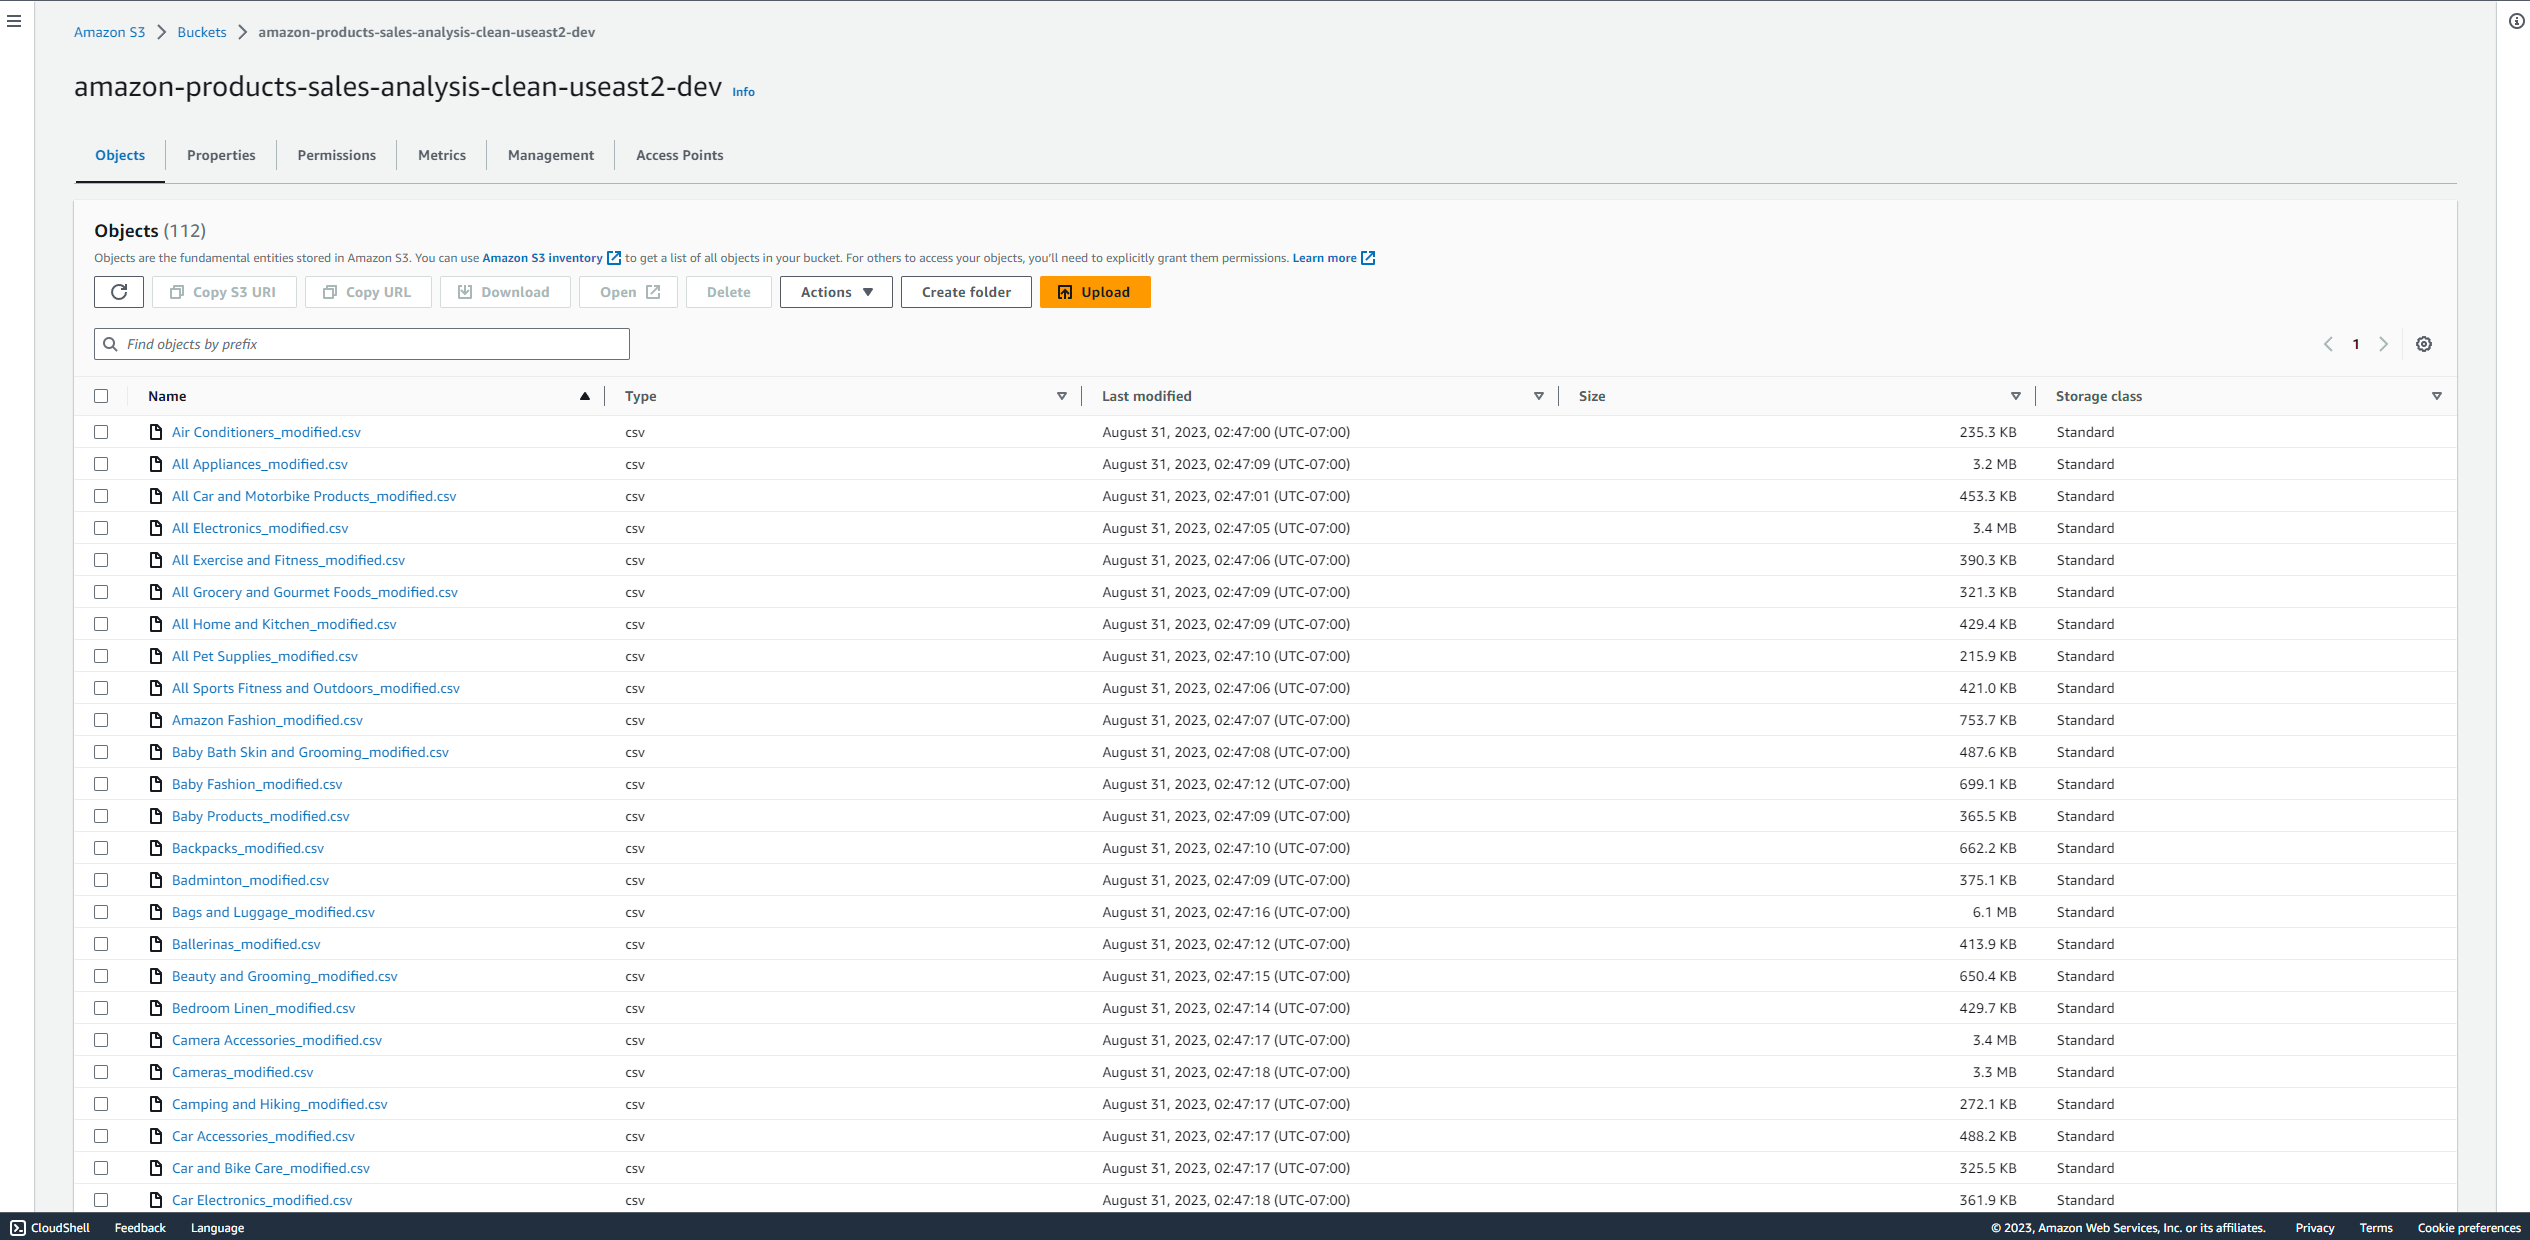 Amazon S3 Buckets amazon-products-sales-analysis-clean-useast2-dev
amazon-products-sales-analysis-clean-useast2-dev Info
Objects Properties Permissions Metrics Management Access Points
Objects (112)
Objects are the fundamental entities stored in Amazon S3. You can use Amazon S3 inventory to get a list of all objects in your bucket. For others to access your objects, you'll need to explicitly grant them permissions. Learn more
Copy S3 URI Copy URL Download Open Delete Actions Create folder Upload
Find objects by prefix 1
Name Type Last modified Size Storage class
Air Conditioners_modified.csv csv August 31, 2023, 02:47:00 (UTC-07:00) 235.3 KB Standard
All Appliances_modified.csv csv August 31, 2023, 02:47:09 (UTC-07:00) 3.2 MB Standard
All Car and Motorbike Products_modified.csv csv August 31, 2023, 02:47:01 (UTC-07:00) 453.3 KB Standard
All Electronics_modified.csv csv August 31, 2023, 02:47:05 (UTC-07:00) 3.4 MB Standard
All Exercise and Fitness_modified.csv csv August 31, 2023, 02:47:06 (UTC-07:00) 390.3 KB Standard
All Grocery and Gourmet Foods_modified.csv csv August 31, 2023, 02:47:09 (UTC-07:00) 321.3 KB Standard
All Home and Kitchen_modified.csv csv August 31, 2023, 02:47:09 (UTC-07:00) 429.4 KB Standard
All Pet Supplies_modified.csv csv August 31, 2023, 02:47:10 (UTC-07:00) 215.9 KB Standard
All Sports Fitness and Outdoors_modified.csv csv August 31, 2023, 02:47:06 (UTC-07:00) 421.0 KB Standard
Amazon Fashion_modified.csv csv August 31, 2023, 02:47:07 (UTC-07:00) 753.7 KB Standard
Baby Bath Skin and Grooming_modified.csv csv August 31, 2023, 02:47:08 (UTC-07:00) 487.6 KB Standard
Baby Fashion_modified.csv csv August 31, 2023, 02:47:12 (UTC-07:00) 699.1 KB Standard
Baby Products_modified.csv csv August 31, 2023, 02:47:09 (UTC-07:00) 365.5 KB Standard
Backpacks_modified.csv csv August 31, 2023, 02:47:10 (UTC-07:00) 662.2 KB Standard
Badminton_modified.csv csv August 31, 2023, 02:47:09 (UTC-07:00) 375.1 KB Standard
Bags and Luggage_modified.csv csv August 31, 2023, 02:47:16 (UTC-07:00) 6.1 MB Standard
Ballerinas_modified.csv csv August 31, 2023, 02:47:12 (UTC-07:00) 413.9 KB Standard
Beauty and Grooming_modified.csv csv August 31, 2023, 02:47:15 (UTC-07:00) 650.4 KB Standard
Bedroom Linen_modified.csv csv August 31, 2023, 02:47:14 (UTC-07:00) 429.7 KB Standard
Camera Accessories_modified.csv csv August 31, 2023, 02:47:17 (UTC-07:00) 3.4 MB Standard
Cameras_modified.csv csv August 31, 2023, 02:47:18 (UTC-07:00) 3.3 MB Standard
Camping and Hiking_modified.csv csv August 31, 2023, 02:47:17 (UTC-07:00) 272.1 KB Standard
Car Accessories_modified.csv csv August 31, 2023, 02:47:17 (UTC-07:00) 488.2 KB Standard
Car and Bike Care_modified.csv csv August 31, 2023, 02:47:17 (UTC-07:00) 325.5 KB Standard
Car Electronics_modified.csv csv August 31, 2023, 02:47:18 (UTC-07:00) 361.9 KB Standard
CloudShell Feedback Language © 2023, Amazon Web Services, Inc. or its affiliates. Privacy Terms Cookie preferences